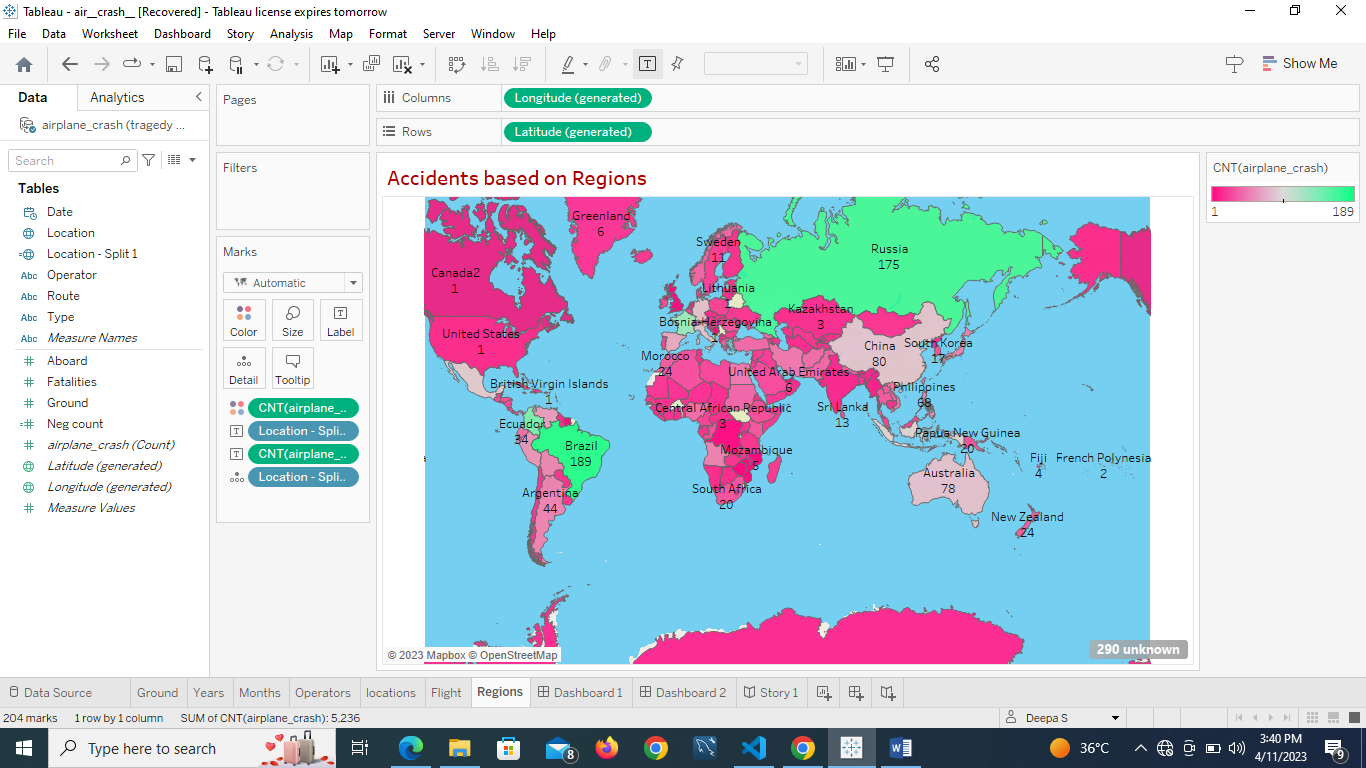 Tableau - air__crash__ [Recovered] - Tableau license expires tomorrow
File Data Worksheet Dashboard Story Analysis Map Format Server Window Help
Show Me
Data Analytics
airplane_crash (tragedy ...
Search
Tables
Date
Location
Location - Split 1
Abc Operator
Abc Route
Abc Type
Abc Measure Names
Aboard
Fatalities
Ground
Neg count
airplane_crash (Count)
Latitude (generated)
Longitude (generated)
Measure Values
Pages
Filters
Marks
Automatic
Color Size Label
Detail Tooltip
CNT(airplane_..
Location - Spli..
CNT(airplane_..
Location - Spli..
Columns Longitude (generated)
Rows Latitude (generated)
Accidents based on Regions
Greenland
6
Sweden
11
Russia
175
Canada2
1
Lithuania
1
Kazakhstan
3
Bosnia-Herzegovina
1
United States
1
China
80
South Korea
17
Morocco
24
United Arab Emirates
6
British Virgin Islands
1
Philippines
68
Central African Republic
3
Sri Lanka
13
Ecuador
34
Brazil
189
Papua New Guinea
20
Mozambique
5
Fiji
4
French Polynesia
2
a
Australia
78
Argentina
44
South Africa
20
New Zealand
24
© 2023 Mapbox © OpenStreetMap
290 unknown
CNT(airplane_crash)
1 189
Data Source Ground Years Months Operators locations Flight Regions Dashboard 1 Dashboard 2 Story 1
204 marks 1 row by 1 column SUM of CNT(airplane_crash): 5,236 Deepa S
Type here to search
8
36°C
3:40 PM
4/11/2023
9